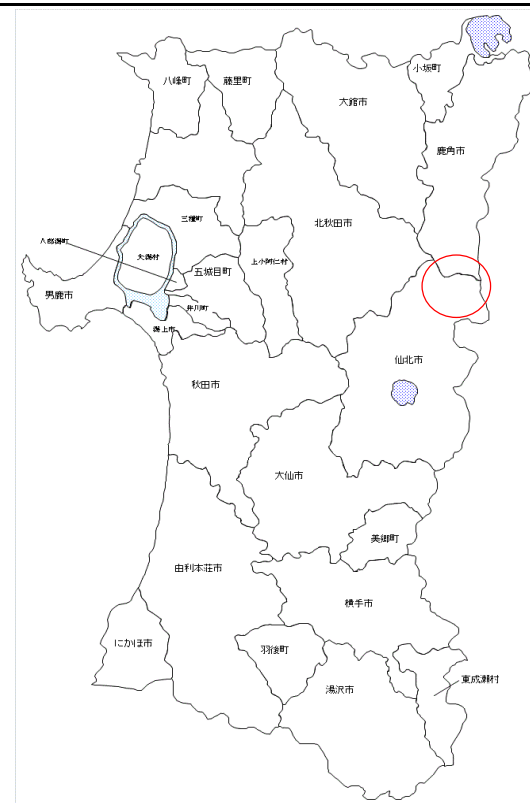 小坂町
八峰町
藤里町
大館市
鹿角市
三種町
北秋田市
八郎潟町
大潟村
上小阿仁村
五城目町
男鹿市
井川町
潟上市
仙北市
秋田市
大仙市
美郷町
由利本荘市
横手市
にかほ市
羽後町
東成瀬村
湯沢市